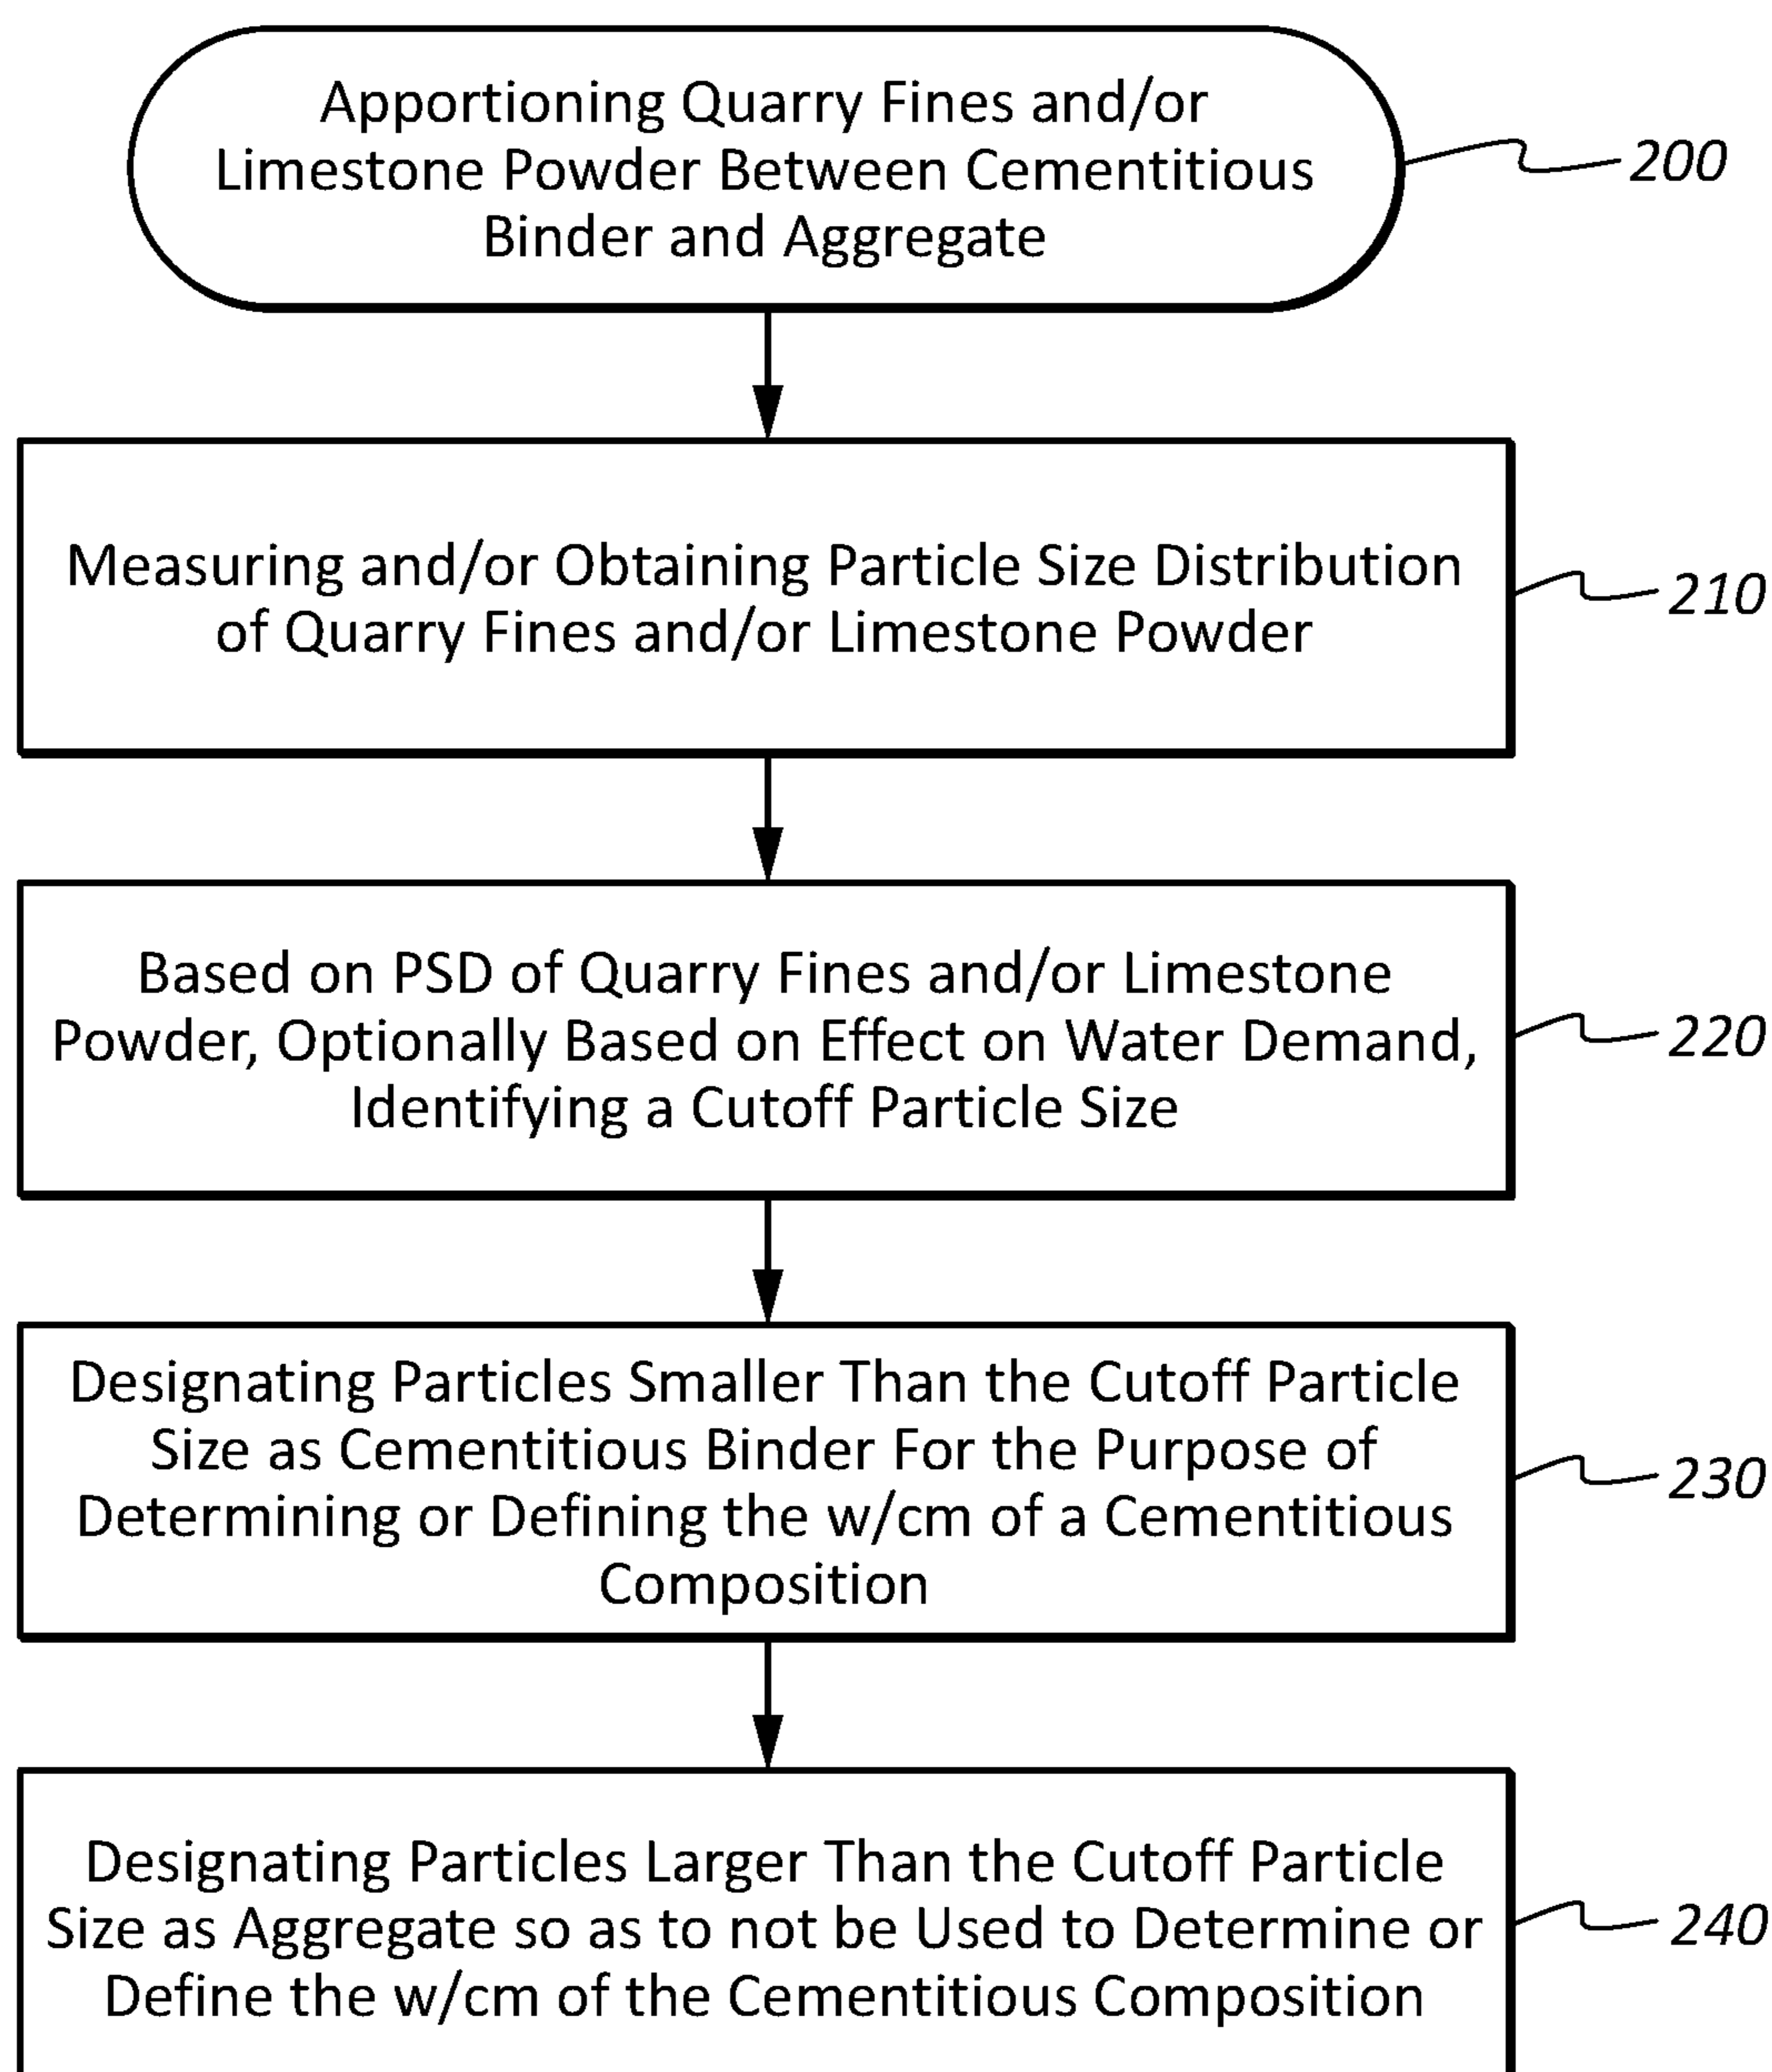 Apportioning Quarry Fines and/or
Limestone Powder Between Cementitious
Binder and Aggregate
200
Measuring and/or Obtaining Particle Size Distribution
of Quarry Fines and/or Limestone Powder
210
Based on PSD of Quarry Fines and/or Limestone
Powder, Optionally Based on Effect on Water Demand,
Identifying a Cutoff Particle Size
220
Designating Particles Smaller Than the Cutoff Particle
Size as Cementitious Binder For the Purpose of
Determining or Defining the w/cm of a Cementitious
Composition
230
Designating Particles Larger Than the Cutoff Particle
Size as Aggregate so as to not be Used to Determine or
Define the w/cm of the Cementitious Composition
240